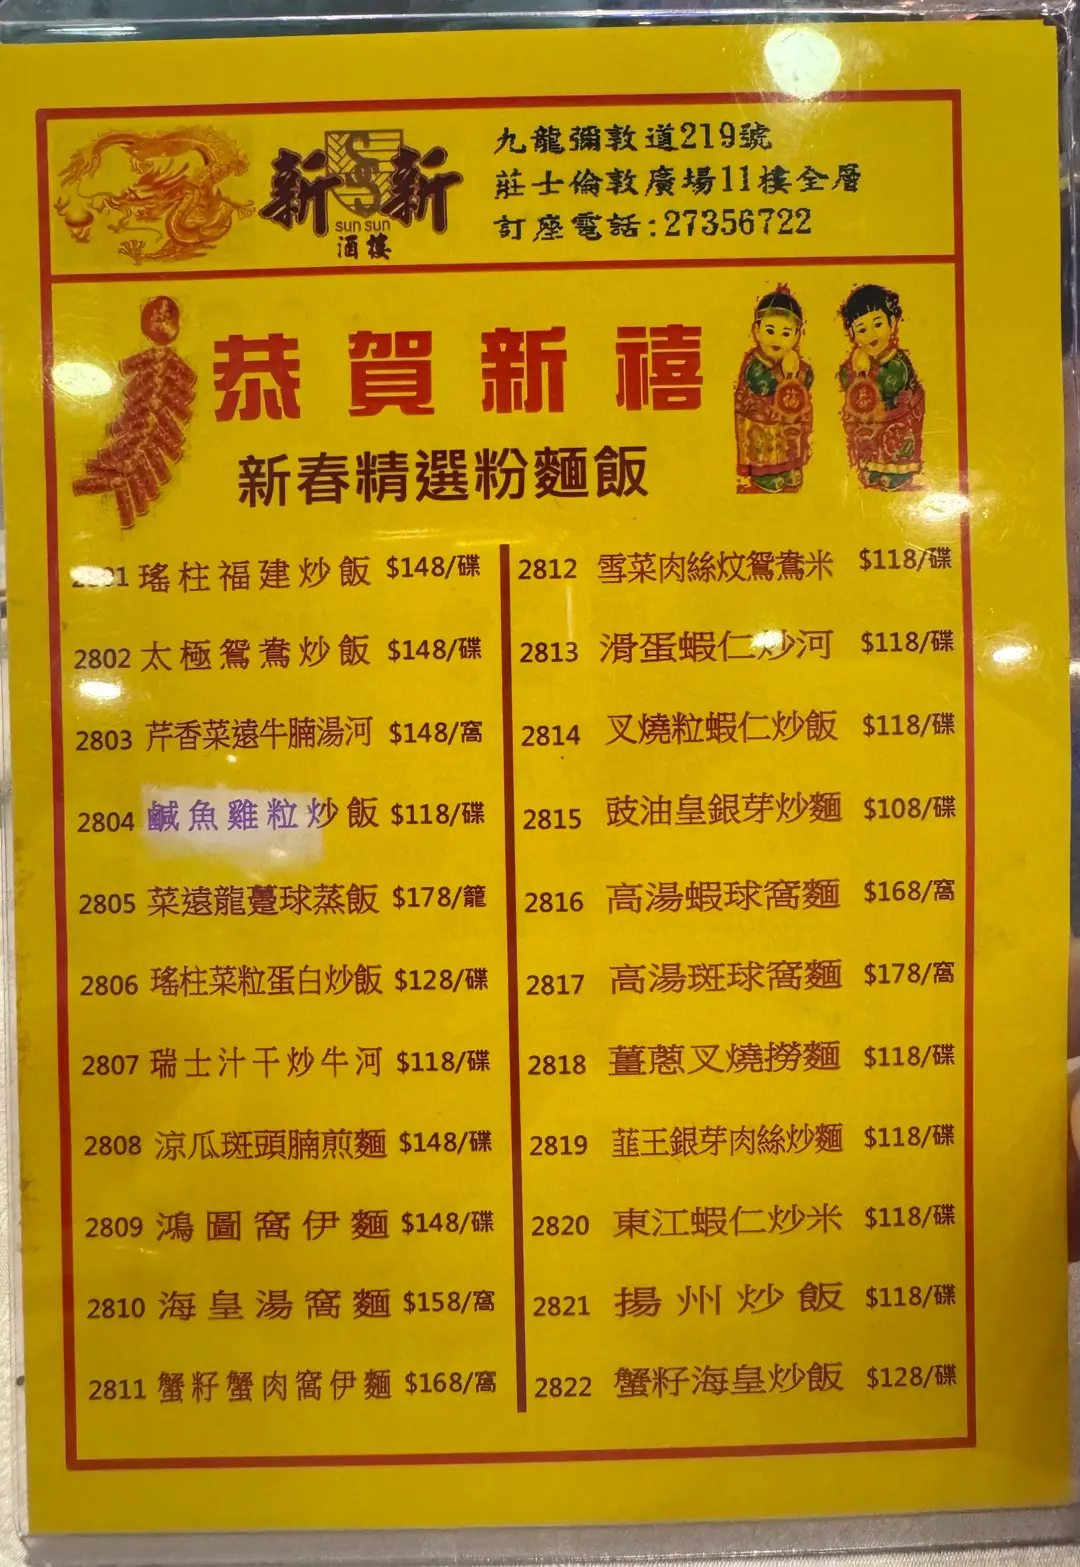 新新
sun sun
酒樓
九龍彌敦道219號
莊士倫敦廣場11樓全層
訂座電話:27356722
恭賀新禧
新春精選粉麵飯
2801 瑤柱福建炒飯 $148/碟
2802 太極鴛鴦炒飯 $148/碟
2803 芹香菜遠牛腩湯河 $148/窩
2804 鹹魚雞粒炒飯 $118/碟
2805 菜遠龍躉球蒸飯 $178/籠
2806 瑤柱菜粒蛋白炒飯 $128/碟
2807 瑞士汁干炒牛河 $118/碟
2808 涼瓜斑頭腩煎麵 $148/碟
2809 鴻圖窩伊麵 $148/碟
2810 海皇湯窩麵 $158/窩
2811 蟹籽蟹肉窩伊麵 $168/窩
2812 雪菜肉絲炆鴛鴦米 $118/碟
2813 滑蛋蝦仁炒河 $118/碟
2814 叉燒粒蝦仁炒飯 $118/碟
2815 豉油皇銀芽炒麵 $108/碟
2816 高湯蝦球窩麵 $168/窩
2817 高湯斑球窩麵 $178/窩
2818 薑蔥叉燒撈麵 $118/碟
2819 韮王銀芽肉絲炒麵 $118/碟
2820 東江蝦仁炒米 $118/碟
2821 揚州炒飯 $118/碟
2822 蟹籽海皇炒飯 $128/碟